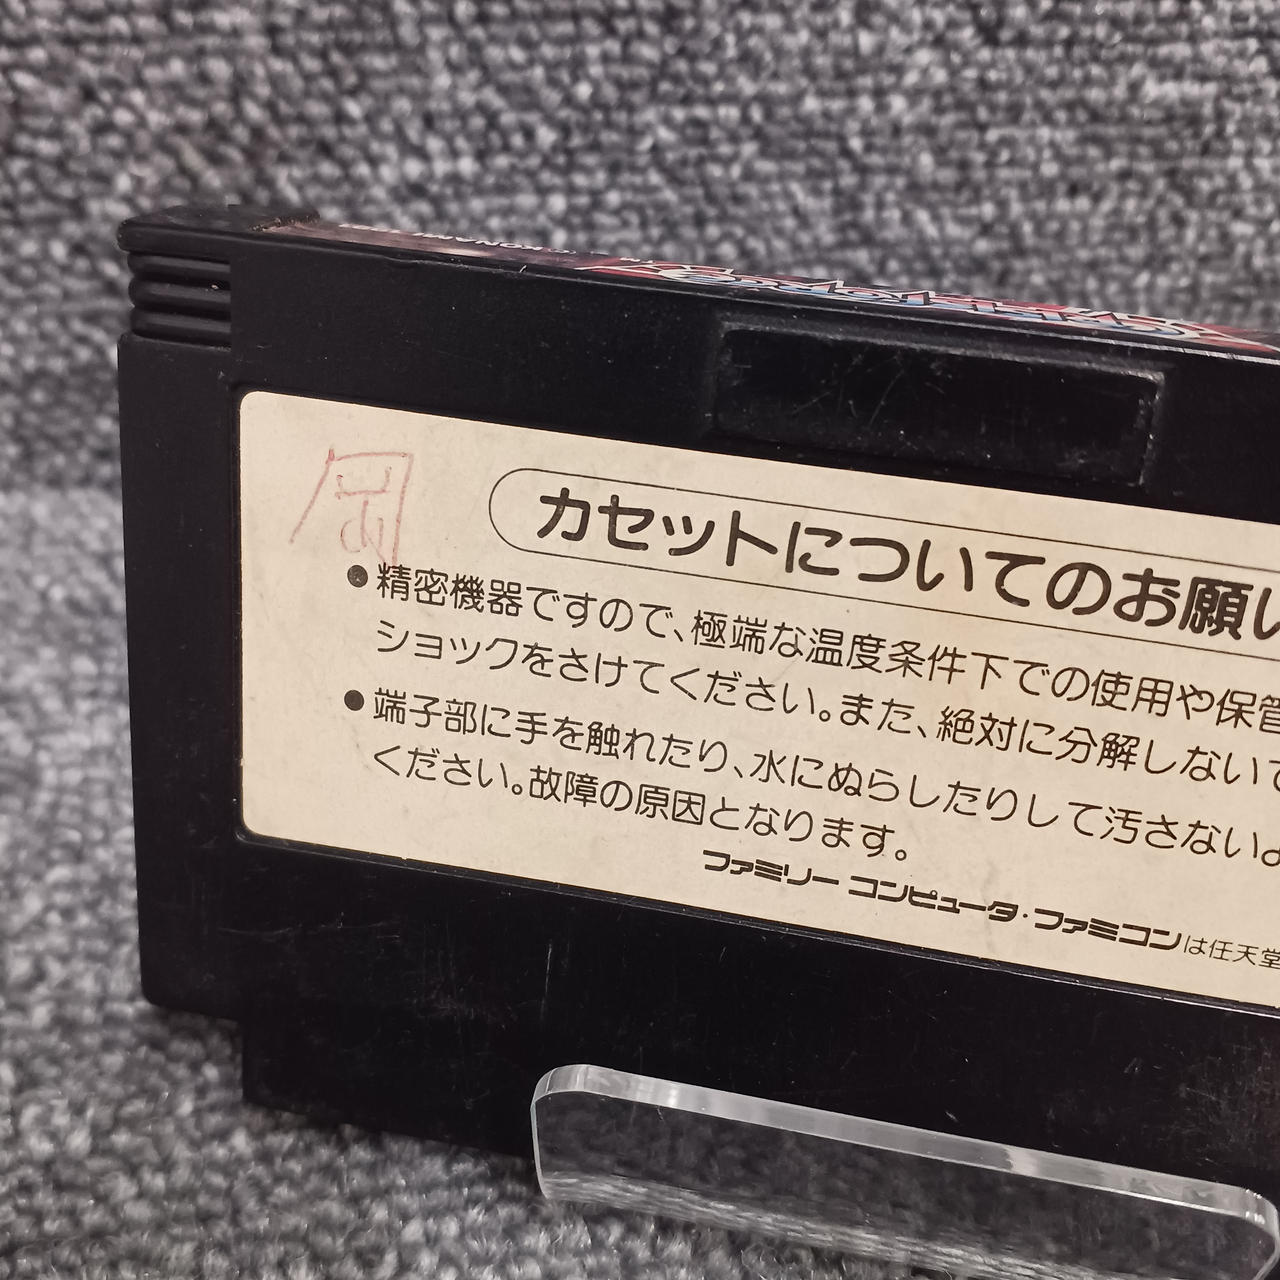 岡
カセットについてのお願い
●精密機器ですので、極端な温度条件下での使用や保管
ショックをさけてください。また、絶対に分解しないで
●端子部に手を触れたり、水にぬらしたりして汚さないよ
ください。故障の原因となります。
ファミリー コンピュータ・ファミコンは任天堂